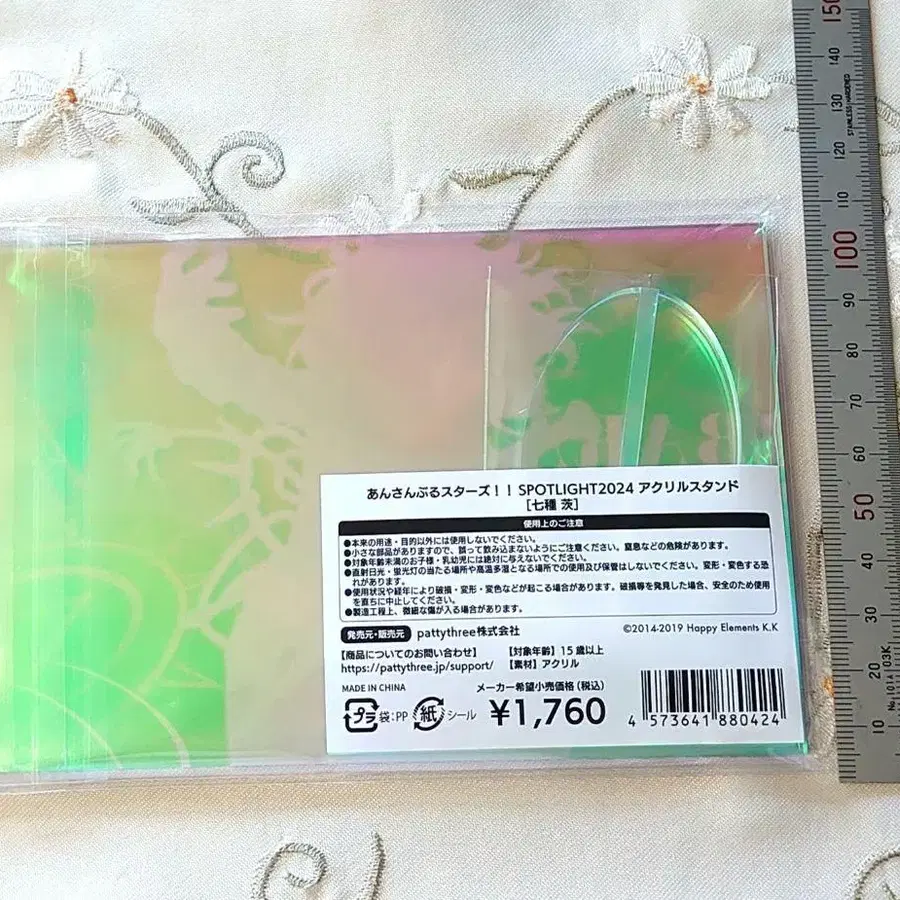 あんさんぶるスターズ！！ SPOTLIGHT2024 アクリルスタンド
［七種 茨］
使用上のご注意
●本来の用途・目的以外には使用しないでください。
●小さな部品がありますので、誤って飲み込まないようにご注意ください。窒息などの危険があります。
●対象年齢未満のお子様・乳幼児には絶対に与えないでください。
●直射日光・蛍光灯の当たる場所や高温多湿となる場所での使用及び保管はしないでください。変形・変色する恐
れがあります。
●使用状況や経年により破損・変形・変色などが起こる場合があります。破損等を発見した場合、安全のため使用
を直ちに中止してください。
●製造工程上、微細な傷が入る場合があります。
発売元・販売元 pattythree株式会社
©2014-2019 Happy Elements K.K
【商品についてのお問い合わせ】 【対象年齢】15歳以上
https://pattythree.jp/support/ 【素材】アクリル
MADE IN CHINA メーカー希望小売価格（税込）
プラ 袋:PP 紙 シール ¥1,760
4 573641 880424
150
140
130
120
110
100
90
80
70
60
50
40
30
20
10
STAINLESS HARDENED
No.101A 03K